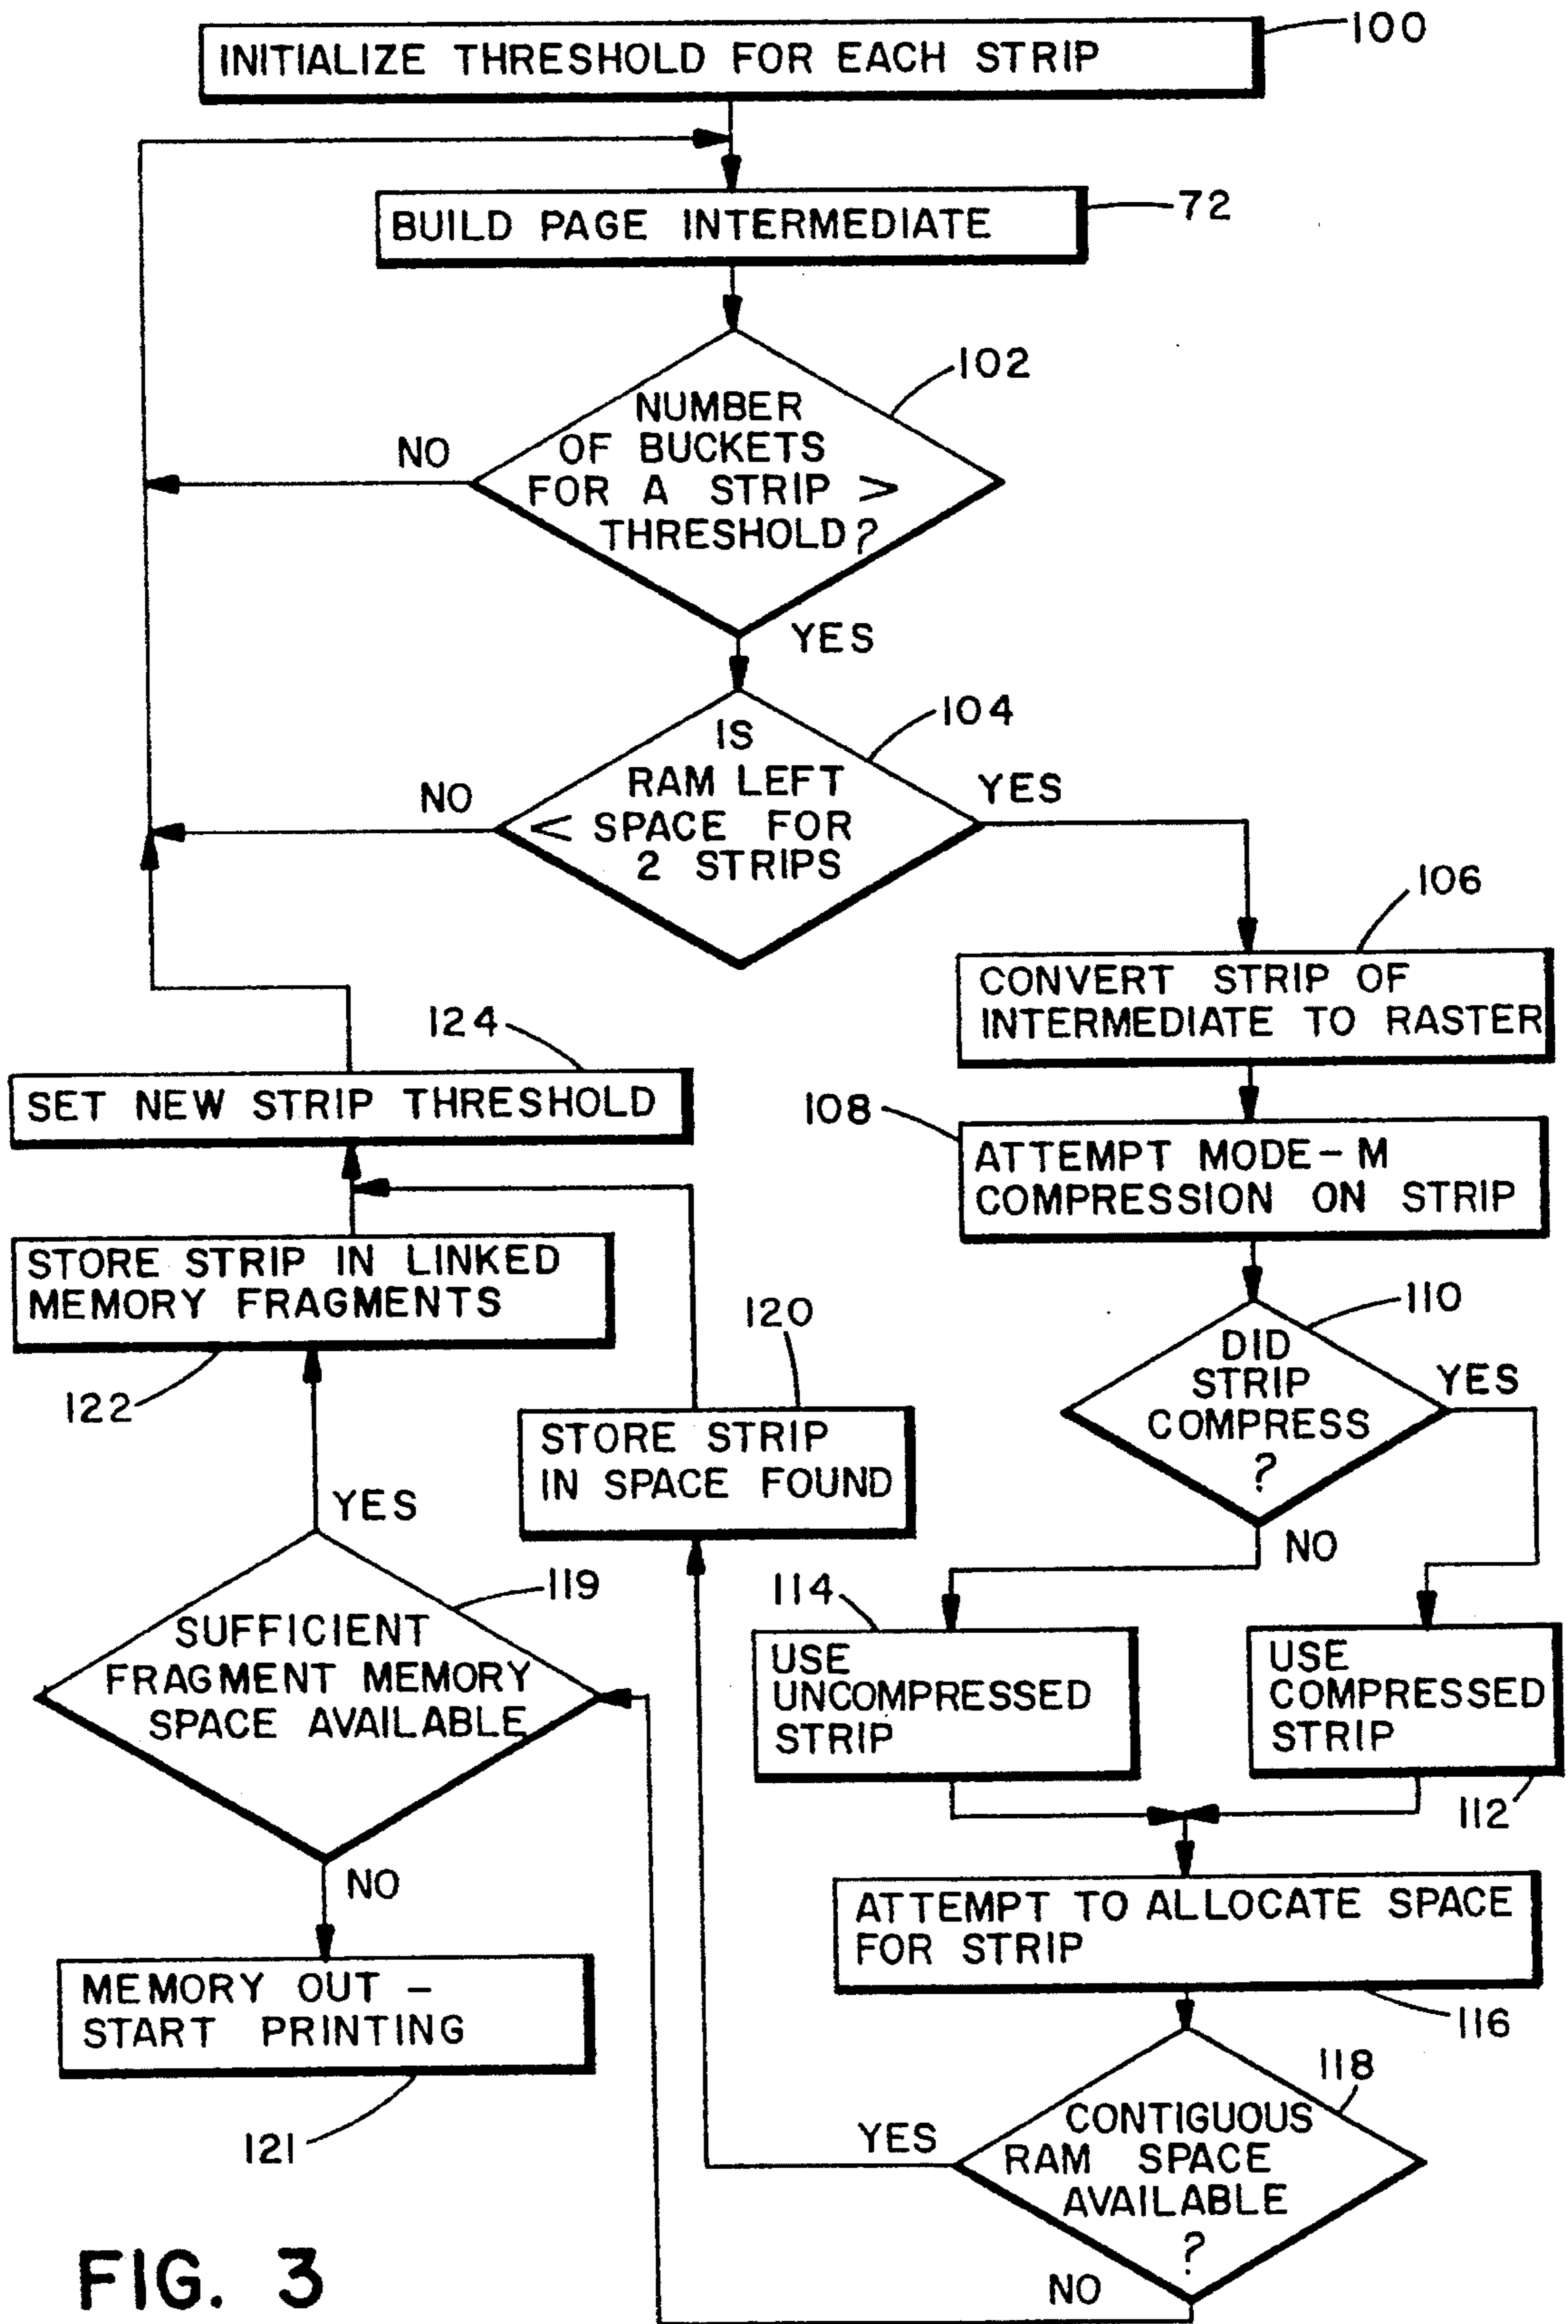 INITIALIZE THRESHOLD FOR EACH STRIP
100
BUILD PAGE INTERMEDIATE
72
102
NUMBER
OF BUCKETS
FOR A STRIP >
THRESHOLD?
NO
YES
104
IS
RAM LEFT
< SPACE FOR
2 STRIPS
NO
YES
106
CONVERT STRIP OF
INTERMEDIATE TO RASTER
124
SET NEW STRIP THRESHOLD
108
ATTEMPT MODE-M
COMPRESSION ON STRIP
STORE STRIP IN LINKED
MEMORY FRAGMENTS
122
120
STORE STRIP
IN SPACE FOUND
110
DID
STRIP
COMPRESS
?
YES
NO
YES
119
SUFFICIENT
FRAGMENT MEMORY
SPACE AVAILABLE
NO
114
USE
UNCOMPRESSED
STRIP
USE
COMPRESSED
STRIP
112
ATTEMPT TO ALLOCATE SPACE
FOR STRIP
116
MEMORY OUT -
START PRINTING
121
118
CONTIGUOUS
RAM SPACE
AVAILABLE
?
YES
NO
FIG. 3